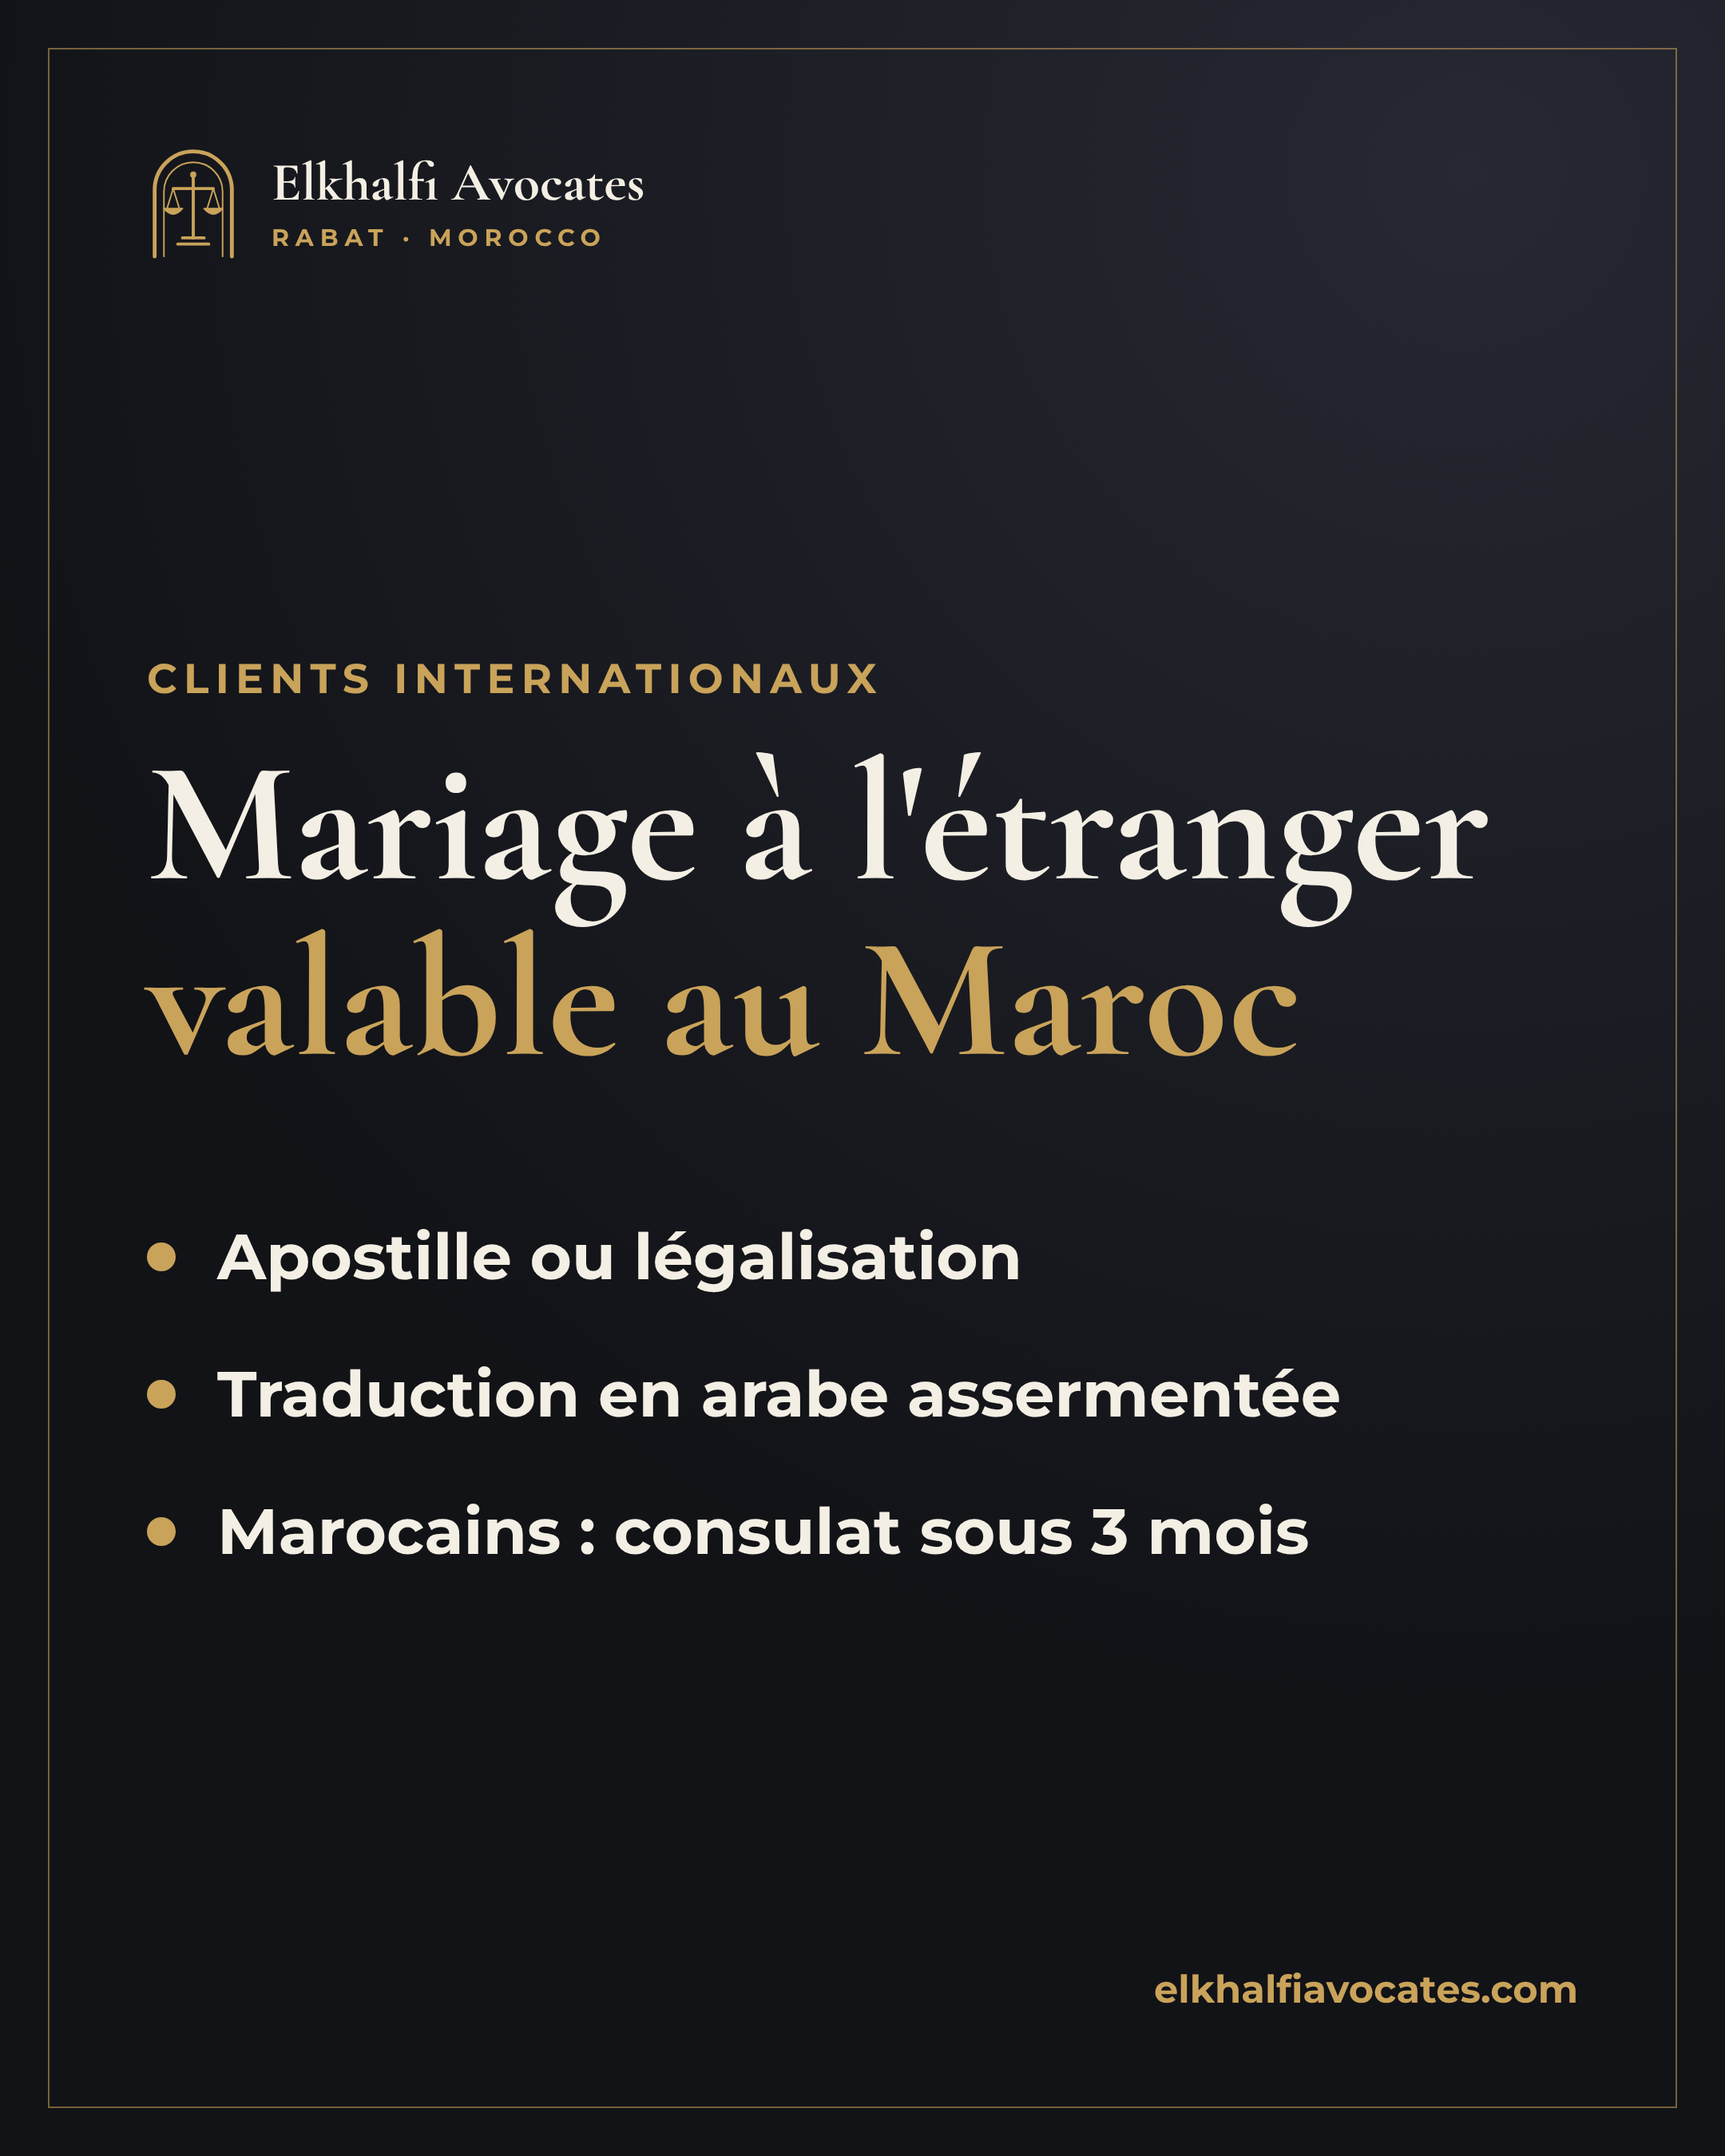 Elkhalfi Avocates
RABAT · MOROCCO
CLIENTS INTERNATIONAUX
Mariage à l'étranger
valable au Maroc
Apostille ou légalisation
Traduction en arabe assermentée
Marocains : consulat sous 3 mois
elkhalfiavocates.com